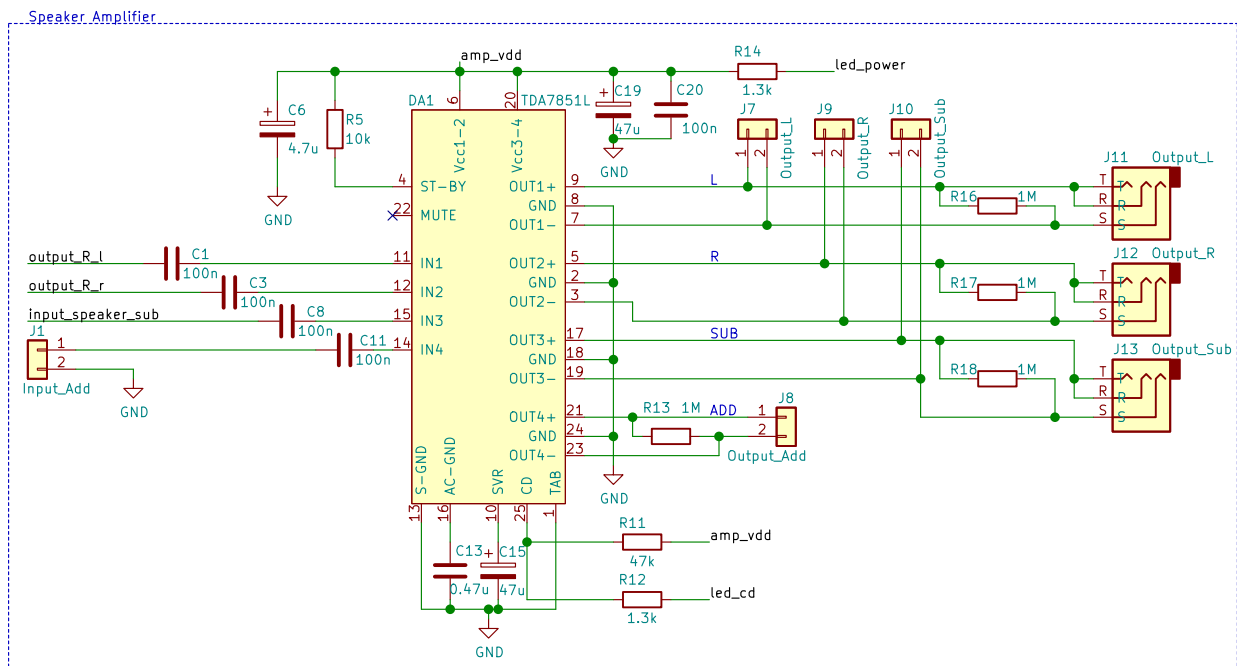 Speaker Amplifier
amp_vdd
R14
led_power
1.3k
C6
4.7u
R5
10k
DA1
6
20
TDA7851L
C19
47u
C20
100n
GND
J7
J9
J10
1 2
Output_L
1 2
Output_R
1 2
Output_Sub
GND
Vcc1-2
Vcc3-4
4 ST-BY
22 MUTE
11 IN1
12 IN2
15 IN3
14 IN4
OUT1+ 9
GND 8
OUT1- 7
OUT2+ 5
GND 2
OUT2- 3
OUT3+ 17
GND 18
OUT3- 19
OUT4+ 21
GND 24
OUT4- 23
L
R
SUB
ADD
R16 1M
R17 1M
R18 1M
R13 1M
J11 Output_L
T T
R R
S S
J12 Output_R
T T
R R
S S
J13 Output_Sub
T T
R R
S S
output_R_l
C1
100n
output_R_r
C3
100n
input_speaker_sub
C8
100n
J1
1
2
Input_Add
C11
100n
GND
J8
1
2
Output_Add
GND
S-GND
AC-GND
SVR
CD
TAB
13
16
10
25
1
C13
0.47u
C15
47u
GND
R11
47k
amp_vdd
R12
1.3k
led_cd